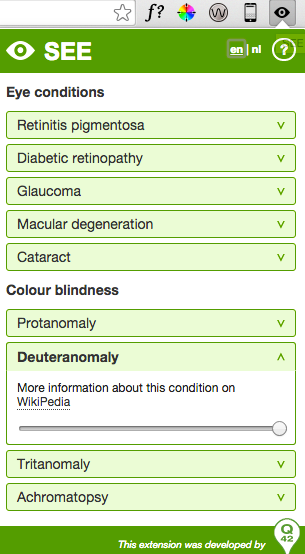 f?
SEE
en | nl
?
Eye conditions
Retinitis pigmentosa
Diabetic retinopathy
Glaucoma
Macular degeneration
Cataract
Colour blindness
Protanomaly
Deuteranomaly
More information about this condition on
WikiPedia
Tritanomaly
Achromatopsy
This extension was developed by
Q
42